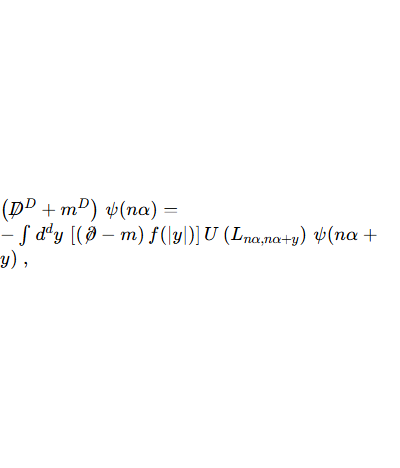 (D̸^D + m^D) ψ(nα) =
− ∫ d^d y [(∂̸ − m) f(|y|)] U (L_{nα,nα+y}) ψ(nα +
y) ,